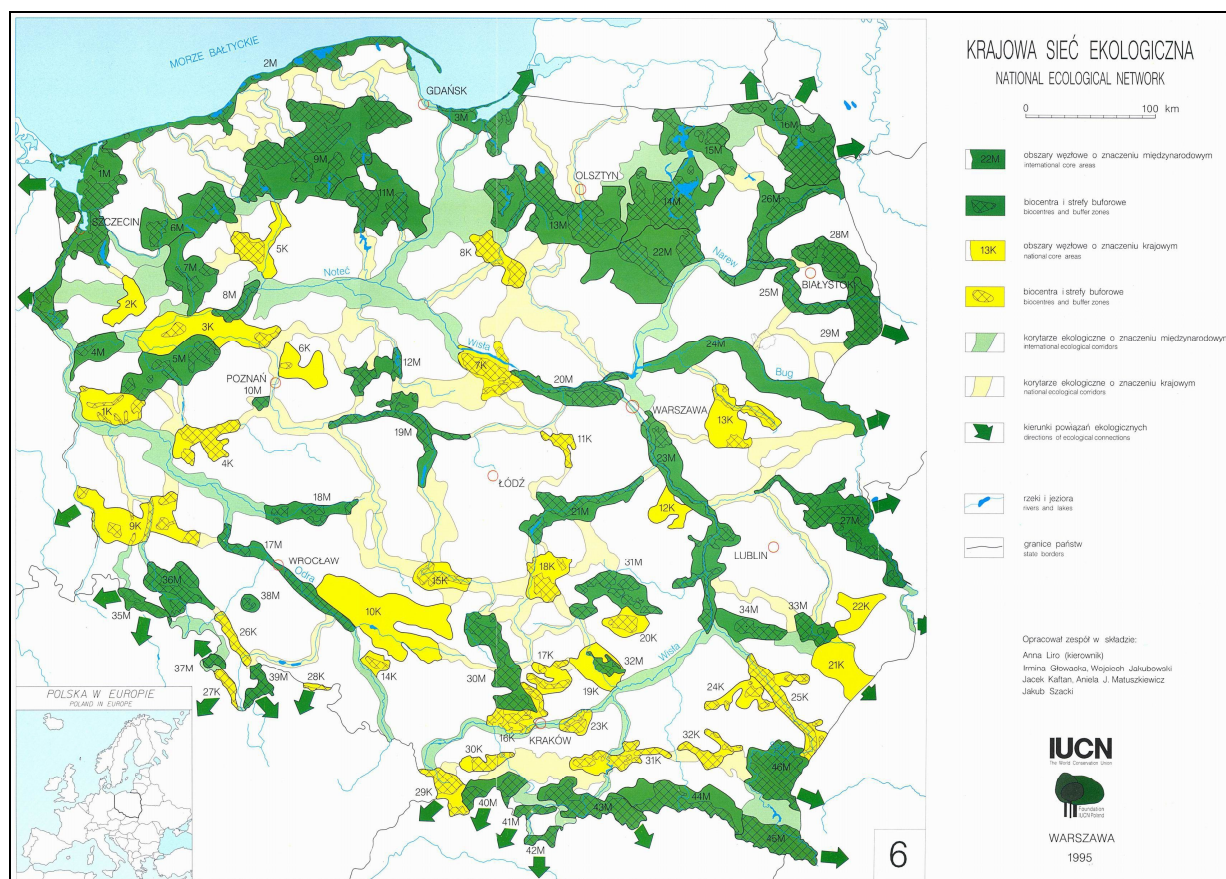 MORZE BAŁTYCKIE
2M
GDAŃSK
3M
16M
15M
1M
9M
OLSZTYN
11M
14M
26M
SZCZECIN
6M
13M
5K
8K
22M
28M
7M
Narew
Noteć
BIAŁYSTOK
8M
25M
2K
3K
29M
24M
4M
5M
6K
Wisła
12M
7K
Bug
POZNAŃ
10M
20M
WARSZAWA
1K
13K
19M
11K
4K
23M
ŁÓDŹ
18M
21M
12K
9K
27M
17M
WROCŁAW
LUBLIN
18K
31M
Odra
15K
36M
38M
10K
34M
33M
22K
35M
26K
20K
Wisła
37M
17K
32M
21K
39M
14K
30M
19K
27K
28K
24K
25K
23K
16K
KRAKÓW
32K
30K
31K
46M
29K
40M
44M
43M
41M
45M
42M
POLSKA W EUROPIE
POLAND IN EUROPE
6
KRAJOWA SIEĆ EKOLOGICZNA
NATIONAL ECOLOGICAL NETWORK
0 100 km
22M obszary węzłowe o znaczeniu międzynarodowym
international core areas
biocentra i strefy buforowe
biocentres and buffer zones
13K obszary węzłowe o znaczeniu krajowym
national core areas
biocentra i strefy buforowe
biocentres and buffer zones
korytarze ekologiczne o znaczeniu międzynarodowym
international ecological corridors
korytarze ekologiczne o znaczeniu krajowym
national ecological corridors
kierunki powiązań ekologicznych
directions of ecological connections
rzeki i jeziora
rivers and lakes
granice państw
state borders
Opracował zespół w składzie:
Anna Liro (kierownik)
Irmina Głowacka, Wojciech Jakubowski
Jacek Kaftan, Aniela J. Matuszkiewicz
Jakub Szacki
IUCN
The World Conservation Union
Foundation
IUCN Poland
WARSZAWA
1995